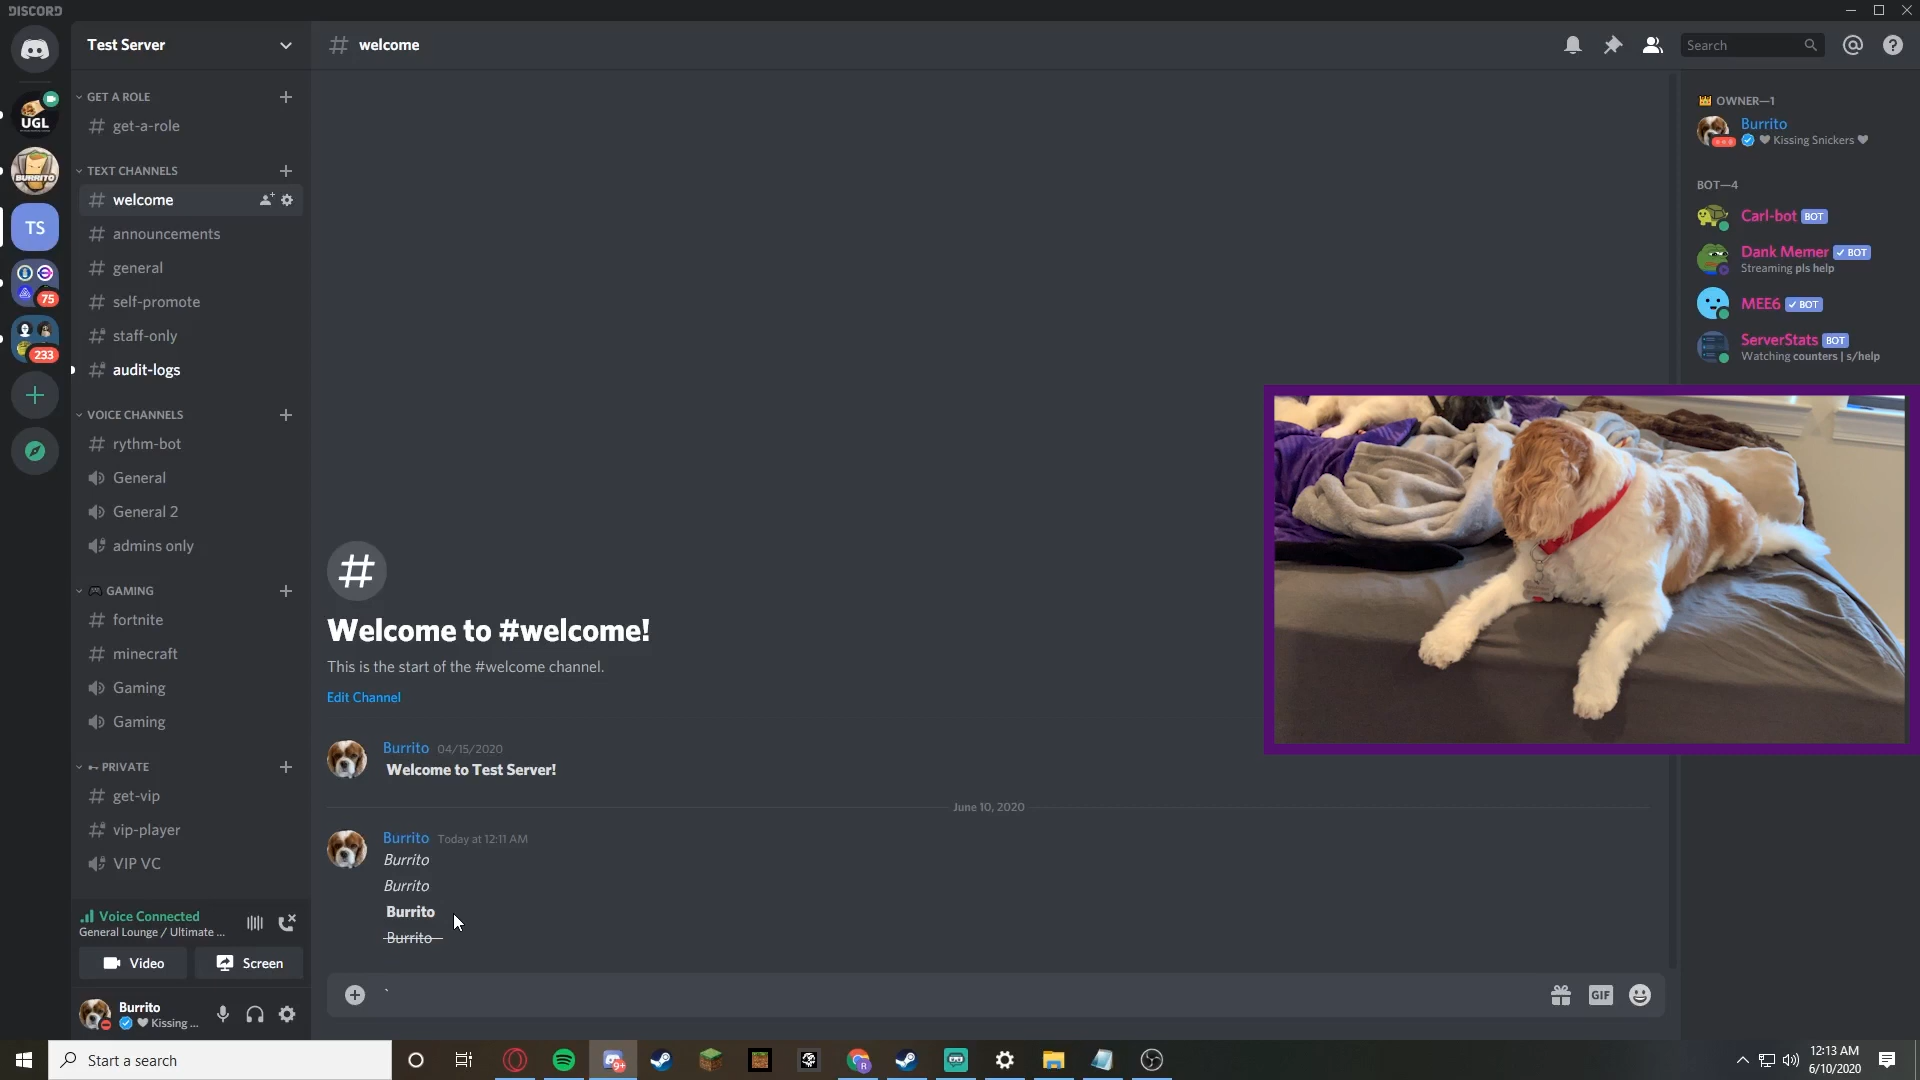 DISCORD
Test Server
welcome
Search
GET A ROLE
get-a-role
TEXT CHANNELS
welcome
announcements
general
self-promote
staff-only
audit-logs
VOICE CHANNELS
rythm-bot
General
General 2
admins only
GAMING
fortnite
minecraft
Gaming
Gaming
PRIVATE
get-vip
vip-player
VIP VC
Voice Connected
General Lounge / Ultimate ...
Video
Screen
Burrito
Kissing ...
UGL
BURRITO
TS
75
233
#
Welcome to #welcome!
This is the start of the #welcome channel.
Edit Channel
Burrito 04/15/2020
Welcome to Test Server!
June 10, 2020
Burrito Today at 12:11 AM
Burrito
Burrito
Burrito
Burrito
`
GIF
OWNER—1
Burrito
Kissing Snickers
BOT—4
Carl-bot BOT
Dank Memer BOT
Streaming pls help
MEE6 BOT
ServerStats BOT
Watching counters | s/help
Start a search
9+
R
12:13 AM
6/10/2020